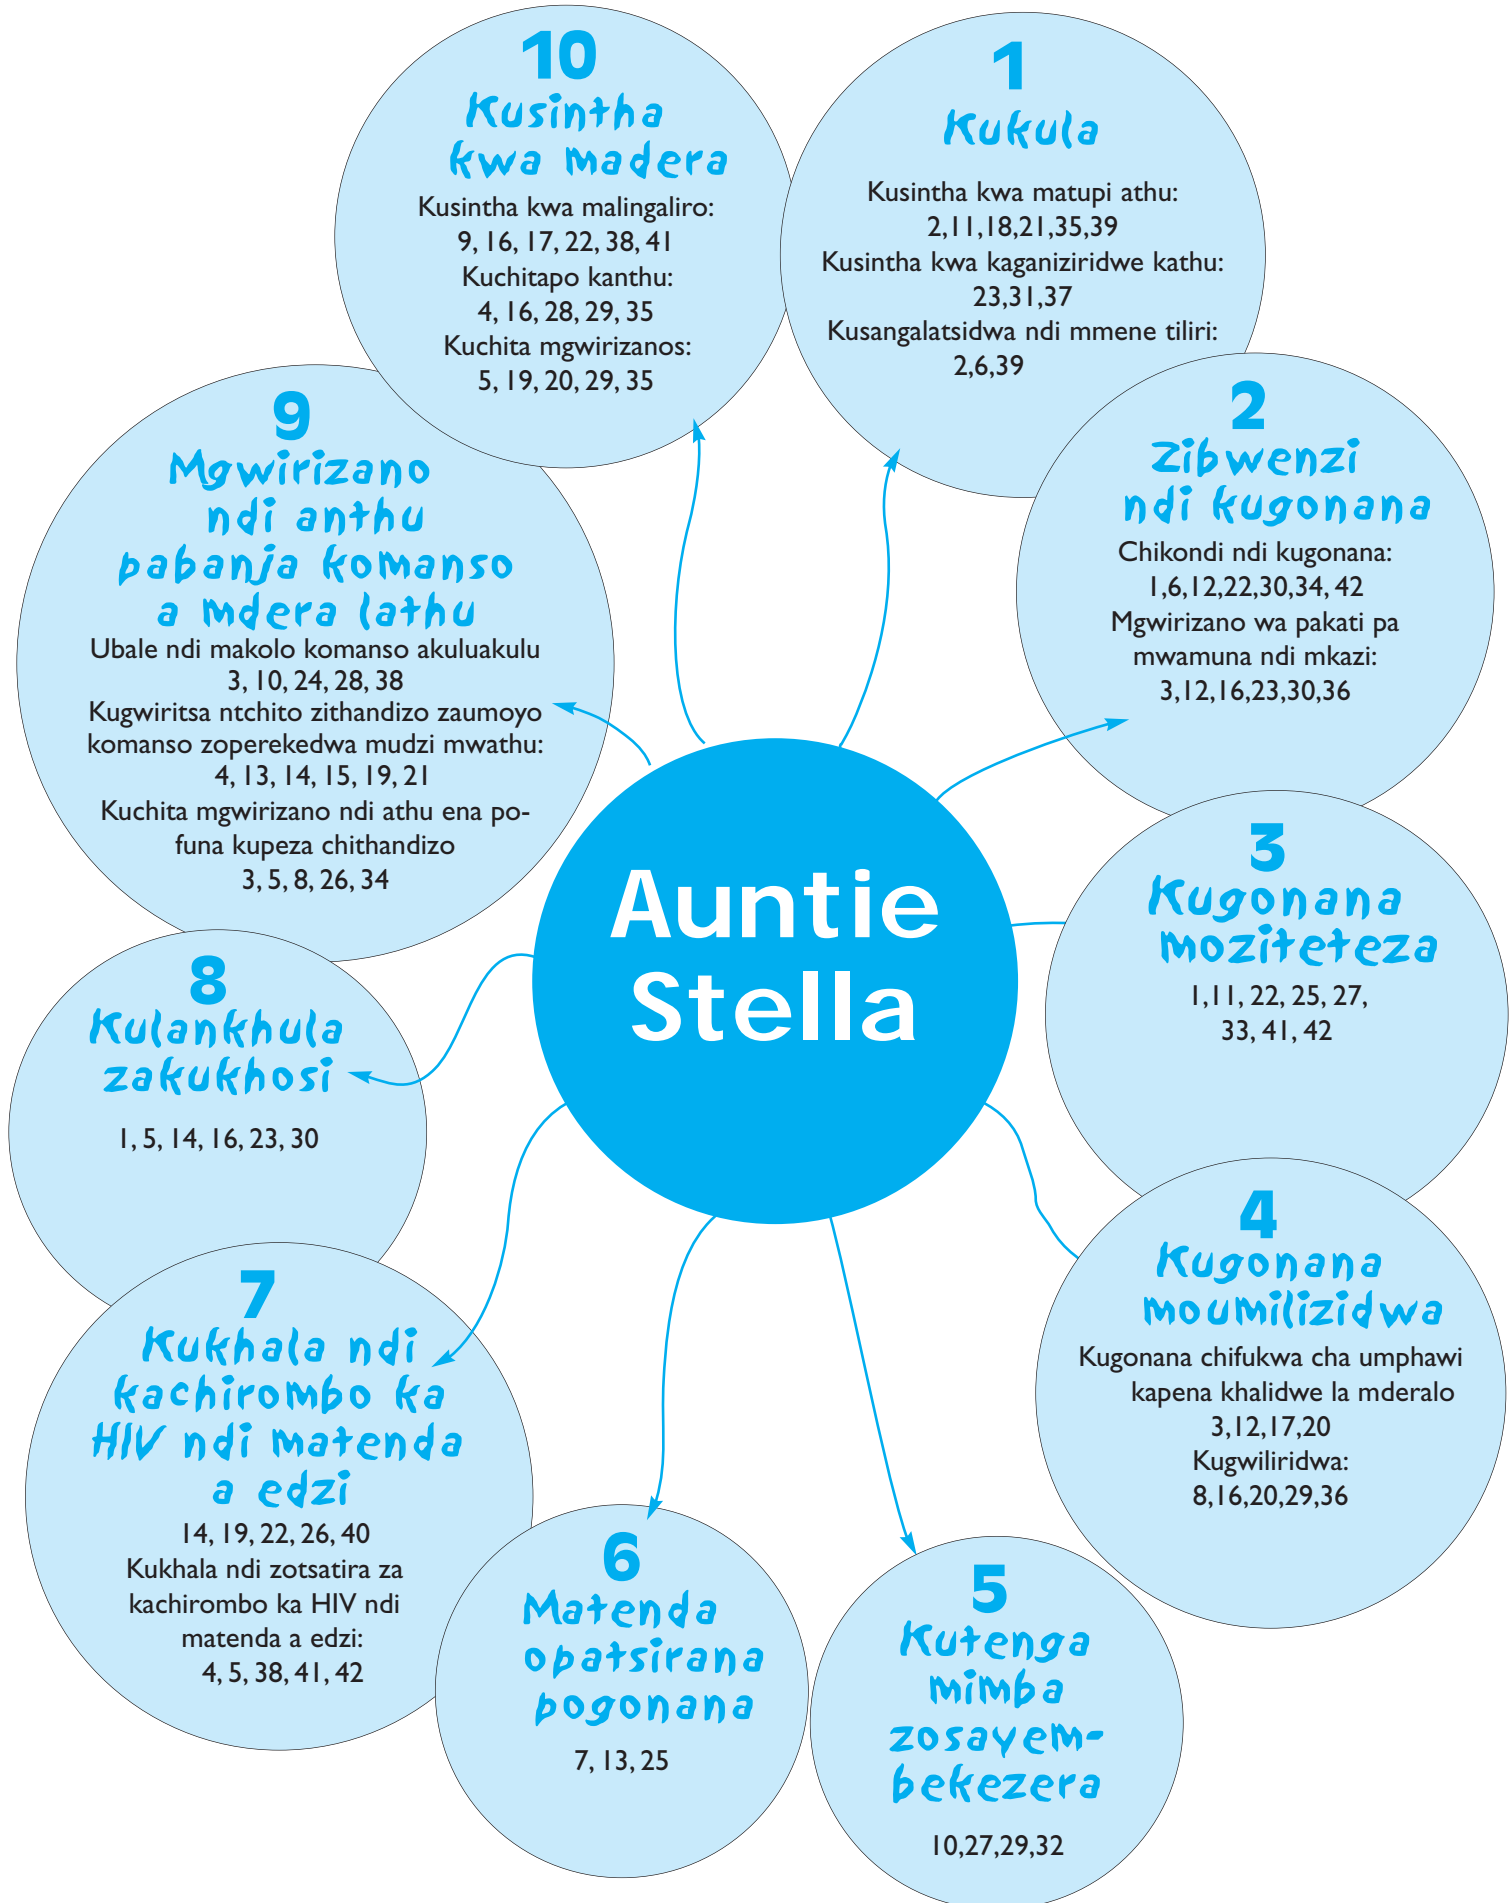 10
Kusintha
kwa madera
Kusintha kwa malingaliro:
9, 16, 17, 22, 38, 41
Kuchitapo kanthu:
4, 16, 28, 29, 35
Kuchita mgwirizanos:
5, 19, 20, 29, 35
1
Kukula
Kusintha kwa matupi athu:
2,11,18,21,35,39
Kusintha kwa kaganiziridwe kathu:
23,31,37
Kusangalatsidwa ndi mmene tiliri:
2,6,39
2
Zibwenzi
ndi kugonana
Chikondi ndi kugonana:
1,6,12,22,30,34, 42
Mgwirizano wa pakati pa
mwamuna ndi mkazi:
3,12,16,23,30,36
3
Kugonana
moziteteza
1,11, 22, 25, 27,
33, 41, 42
4
Kugonana
moumilizidwa
Kugonana chifukwa cha umphawi
kapena khalidwe la mderalo
3,12,17,20
Kugwiliridwa:
8,16,20,29,36
5
Kutenga
mimba
zosayem-
bekezera
10,27,29,32
6
Matenda
opatsirana
pogonana
7, 13, 25
7
Kukhala ndi
kachirombo ka
HIV ndi matenda
a edzi
14, 19, 22, 26, 40
Kukhala ndi zotsatira za
kachirombo ka HIV ndi
matenda a edzi:
4, 5, 38, 41, 42
8
Kulankhula
zakukhosi
1, 5, 14, 16, 23, 30
9
Mgwirizano
ndi anthu
pabanja komanso
a mdera lathu
Ubale ndi makolo komanso akuluakulu
3, 10, 24, 28, 38
Kugwiritsa ntchito zithandizo zaumoyo
komanso zoperekedwa mudzi mwathu:
4, 13, 14, 15, 19, 21
Kuchita mgwirizano ndi athu ena po-
funa kupeza chithandizo
3, 5, 8, 26, 34
Auntie
Stella